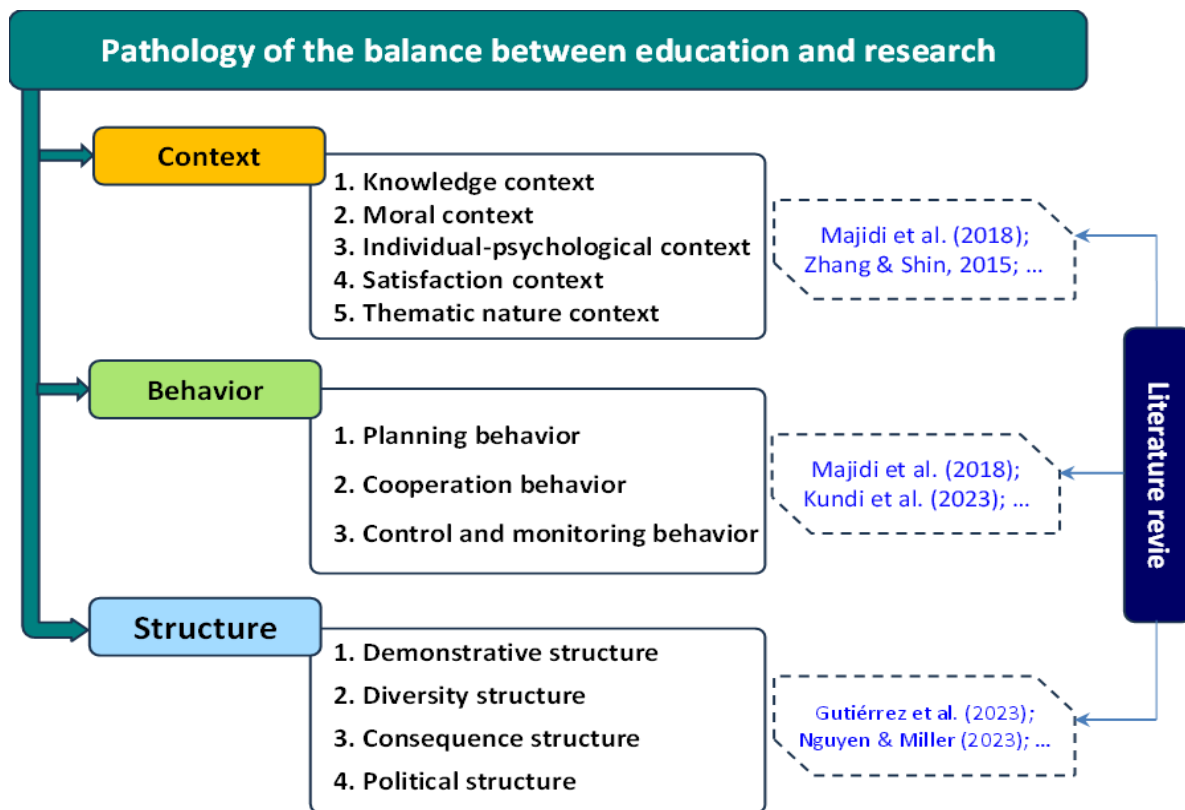 Pathology of the balance between education and research
Context
1. Knowledge context
2. Moral context
3. Individual-psychological context
4. Satisfaction context
5. Thematic nature context
Majidi et al. (2018);
Zhang & Shin, 2015; ...
Behavior
1. Planning behavior
2. Cooperation behavior
3. Control and monitoring behavior
Majidi et al. (2018);
Kundi et al. (2023); ...
Structure
1. Demonstrative structure
2. Diversity structure
3. Consequence structure
4. Political structure
Gutiérrez et al. (2023);
Nguyen & Miller (2023); ...
Literature revie